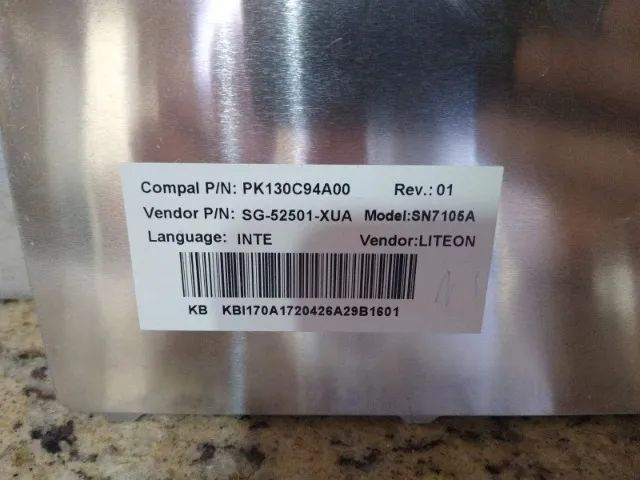 Compal P/N: PK130C94A00 Rev.: 01
Vendor P/N: SG-52501-XUA Model:SN7105A
Language: INTE Vendor:LITEON
KB KBI170A1720426A29B1601